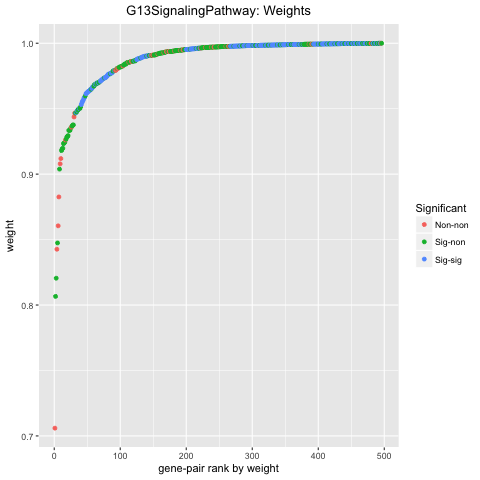 G13SignalingPathway: Weights
1.0
0.9
0.8
0.7
weight
0
100
200
300
400
500
gene-pair rank by weight
Significant
Non-non
Sig-non
Sig-sig